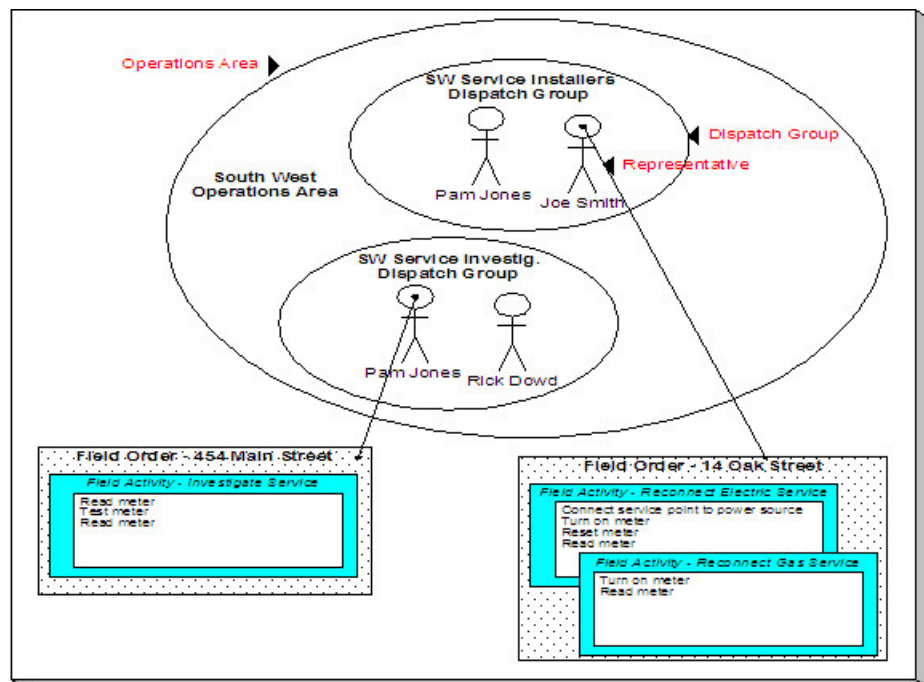 Operations Area
SW Service Installers
Dispatch Group
Dispatch Group
Representative
South West
Operations Area
Pam Jones
Joe Smith
SW Service Investig.
Dispatch Group
Pam Jones
Rick Dowd
Field Order - 454 Main Street
Field Activity - Investigate Service
Read meter
Test meter
Read meter
Field Order - 14 Oak Street
Field Activity - Reconnect Electric Service
Connect service point to power source
Turn on meter
Reset meter
Read meter
Field Activity - Reconnect Gas Service
Turn on meter
Read meter